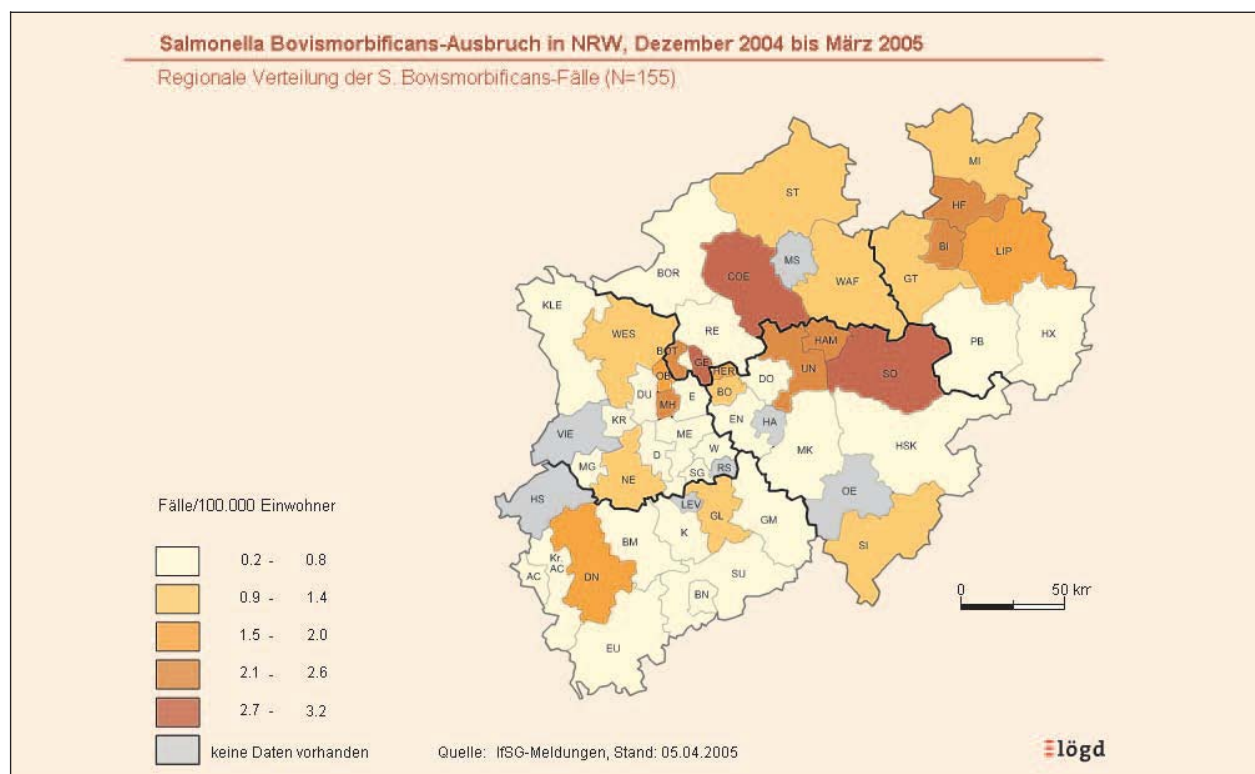 Salmonella Bovismorbificans-Ausbruch in NRW, Dezember 2004 bis März 2005
Regionale Verteilung der S. Bovismorbificans-Fälle (N=155)
MI
ST
HF
BI
LIP
MS
GT
COE
WAF
BOR
KLE
RE
PB
HX
WES
BOT
HAM
GE
UN
SO
OB
HER
DO
BO
DU
MH
E
EN
HA
KR
VIE
ME
W
MK
HSK
MG
D
SG
RS
NE
HS
OE
LEV
GL
GM
K
BM
SI
Kr.
AC
AC
DN
SU
BN
EU
Fälle/100.000 Einwohner
0.2 - 0.8
0.9 - 1.4
1.5 - 2.0
2.1 - 2.6
2.7 - 3.2
keine Daten vorhanden
0 50 km
Quelle: IfSG-Meldungen, Stand: 05.04.2005
lögd